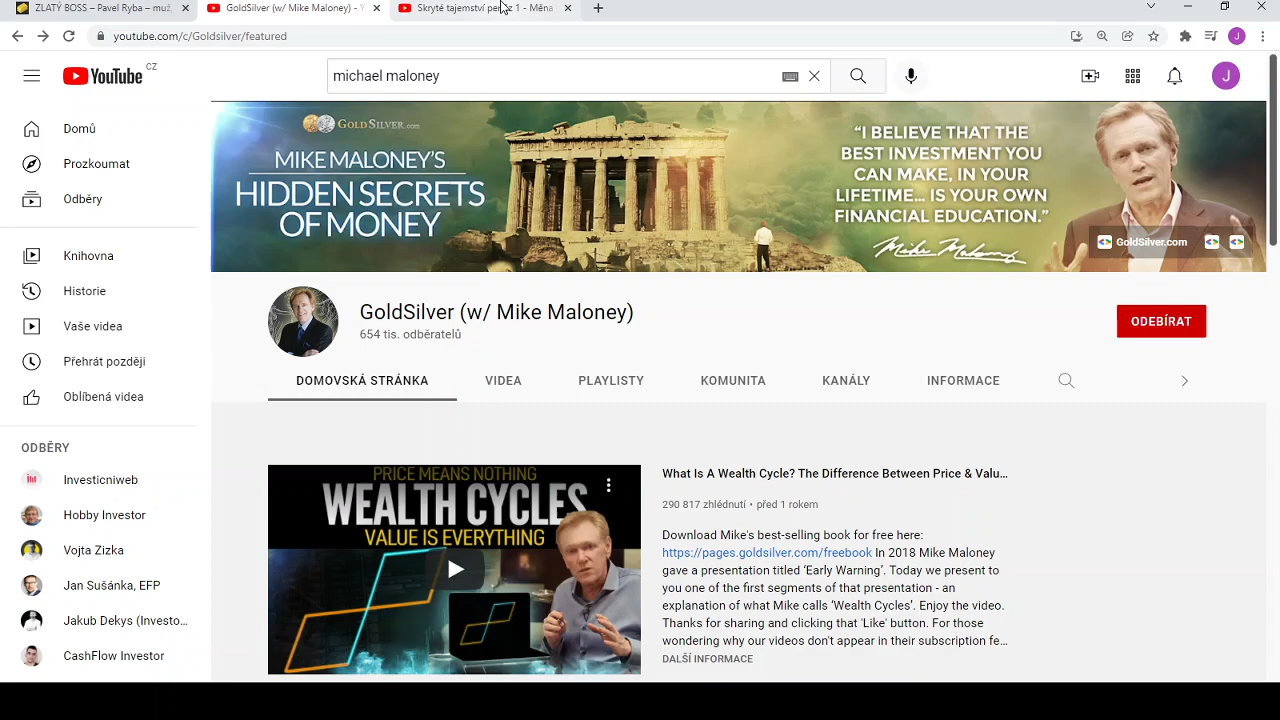 ZLATÝ BOSS – Pavel Ryba – muž,
GoldSilver (w/ Mike Maloney) - Y
Skryté tajemství peněz 1 - Měna
youtube.com/c/Goldsilver/featured
YouTube CZ
michael maloney
J
Domů
Prozkoumat
Odběry
Knihovna
Historie
Vaše videa
Přehrát později
Oblíbená videa
ODBĚRY
Investicniweb
Hobby Investor
Vojta Zizka
Jan Sušánka, EFP
Jakub Dekys (Investo...
CashFlow Investor
GOLDSILVER.com
MIKE MALONEY'S
HIDDEN SECRETS
OF MONEY
“I BELIEVE THAT THE
BEST INVESTMENT YOU
CAN MAKE, IN YOUR
LIFETIME... IS YOUR OWN
FINANCIAL EDUCATION.”
Mike Maloney
GoldSilver.com
GoldSilver (w/ Mike Maloney)
654 tis. odběratelů
ODEBÍRAT
DOMOVSKÁ STRÁNKA
VIDEA
PLAYLISTY
KOMUNITA
KANÁLY
INFORMACE
PRICE MEANS NOTHING
WEALTH CYCLES
VALUE IS EVERYTHING
What Is A Wealth Cycle? The Difference Between Price & Valu...
290 817 zhlédnutí • před 1 rokem
Download Mike's best-selling book for free here:
https://pages.goldsilver.com/freebook In 2018 Mike Maloney
gave a presentation titled ‘Early Warning’. Today we present to
you one of the first segments of that presentation - an
explanation of what Mike calls ‘Wealth Cycles’. Enjoy the video.
Thanks for sharing and clicking that 'Like' button. For those
wondering why our videos don't appear in their subscription fe...
DALŠÍ INFORMACE